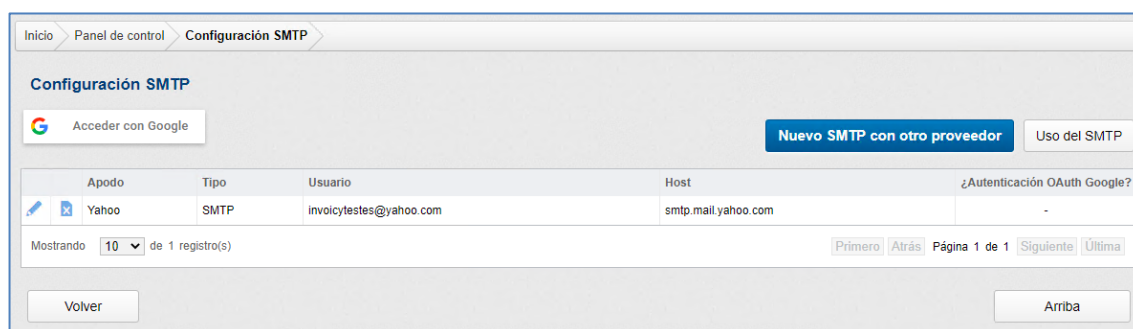 Inicio Panel de control Configuración SMTP
Configuración SMTP
G Acceder con Google
Nuevo SMTP con otro proveedor Uso del SMTP
Apodo Tipo Usuario Host ¿Autenticación OAuth Google?
Yahoo SMTP invoicytestes@yahoo.com smtp.mail.yahoo.com -
Mostrando 10 de 1 registro(s) Primero Atrás Página 1 de 1 Siguiente Última
Volver Arriba